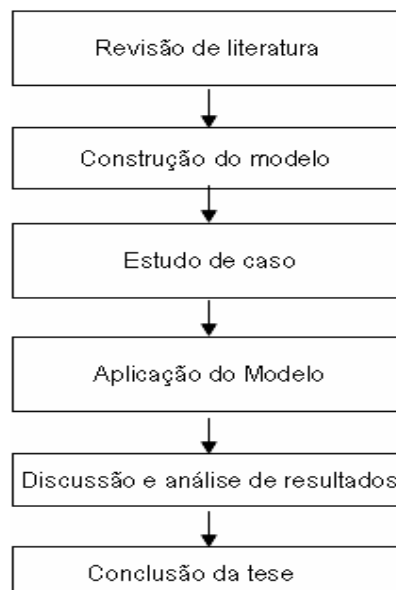 Revisão de literatura
Construção do modelo
Estudo de caso
Aplicação do Modelo
Discussão e análise de resultados
Conclusão da tese